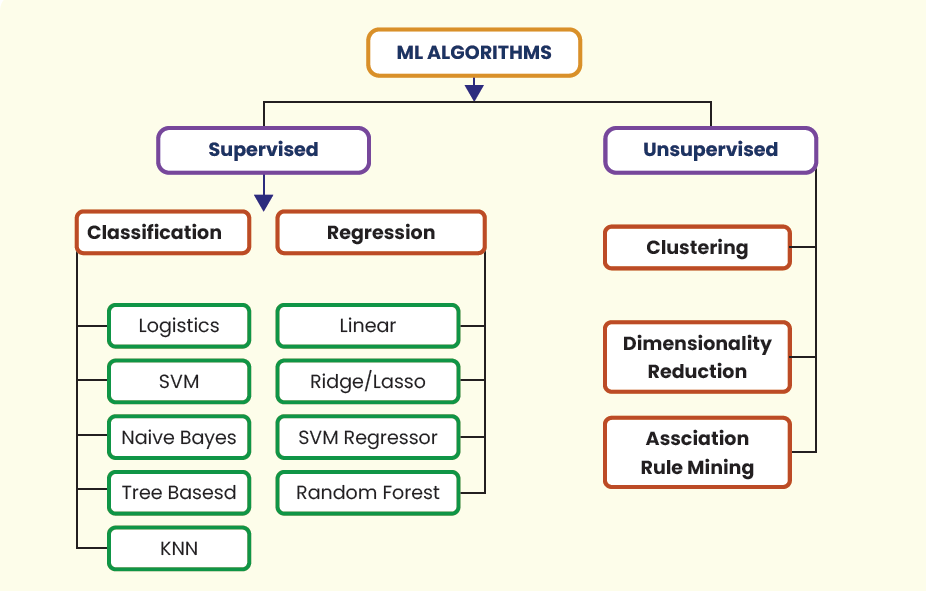 ML ALGORITHMS
Supervised
Unsupervised
Classification
Regression
Clustering
Logistics
Linear
SVM
Ridge/Lasso
Dimensionality
Reduction
Naive Bayes
SVM Regressor
Assciation
Rule Mining
Tree Basesd
Random Forest
KNN